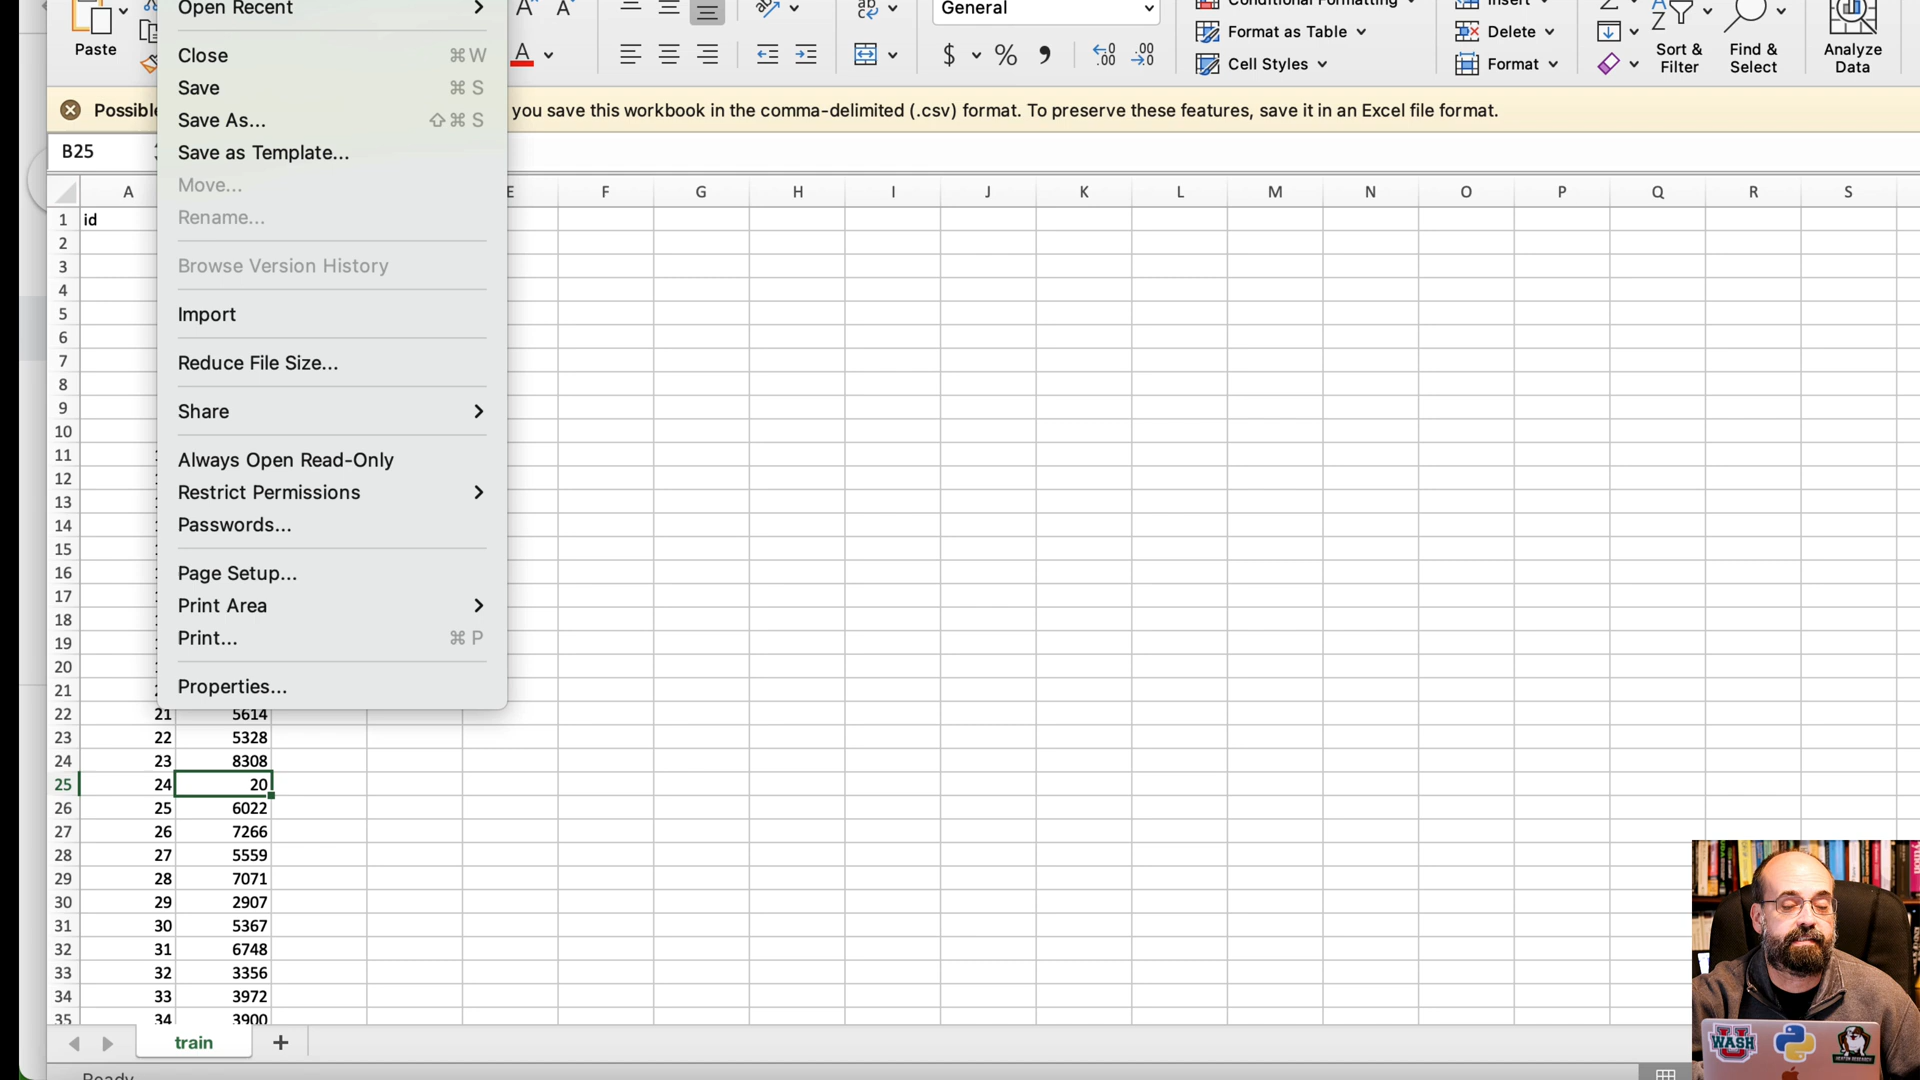 Open Recent
General
Conditional Formatting
Insert
Paste
Format as Table
Delete
Sort & Filter
Find & Select
Analyze Data
$ % ,
.00
.00
Cell Styles
Format
Close ⌘ W
Save ⌘ S
Save As... ⇧ ⌘ S
Save as Template...
Move...
Rename...
Browse Version History
Import
Reduce File Size...
Share
Always Open Read-Only
Restrict Permissions
Passwords...
Page Setup...
Print Area
Print... ⌘ P
Properties...
you save this workbook in the comma-delimited (.csv) format. To preserve these features, save it in an Excel file format.
B25
A E F G H I J K L M N O P Q R S
1 id
2
3
4
5
6
7
8
9
10
11
12
13
14
15
16
17
18
19
20
21
22 21 5614
23 22 5328
24 23 8308
25 24 20
26 25 6022
27 26 7266
28 27 5559
29 28 7071
30 29 2907
31 30 5367
32 31 6748
33 32 3356
34 33 3972
35 34 3900
train +
Ready
WASH